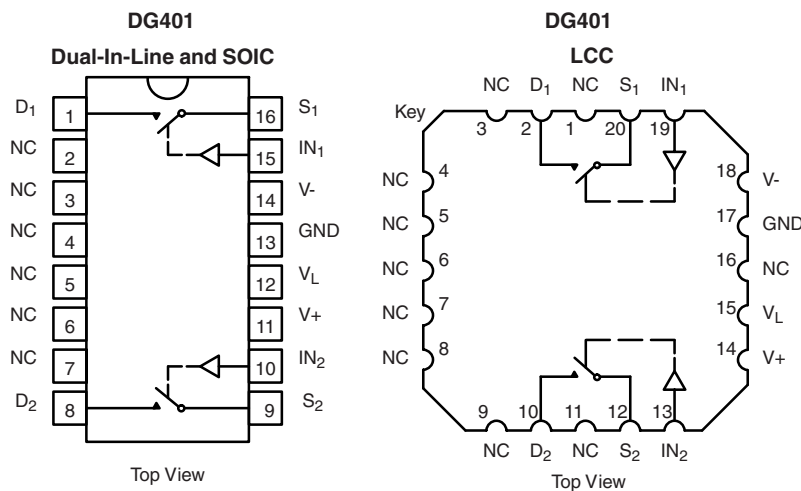 DG401
Dual-In-Line and SOIC
D1 1 16 S1
NC 2 15 IN1
NC 3 14 V-
NC 4 13 GND
NC 5 12 VL
NC 6 11 V+
NC 7 10 IN2
D2 8 9 S2
Top View
DG401
LCC
NC D1 NC S1 IN1
Key
3 2 1 20 19
NC 4 18 V-
NC 5 17 GND
NC 6 16 NC
NC 7 15 VL
NC 8 14 V+
9 10 11 12 13
NC D2 NC S2 IN2
Top View